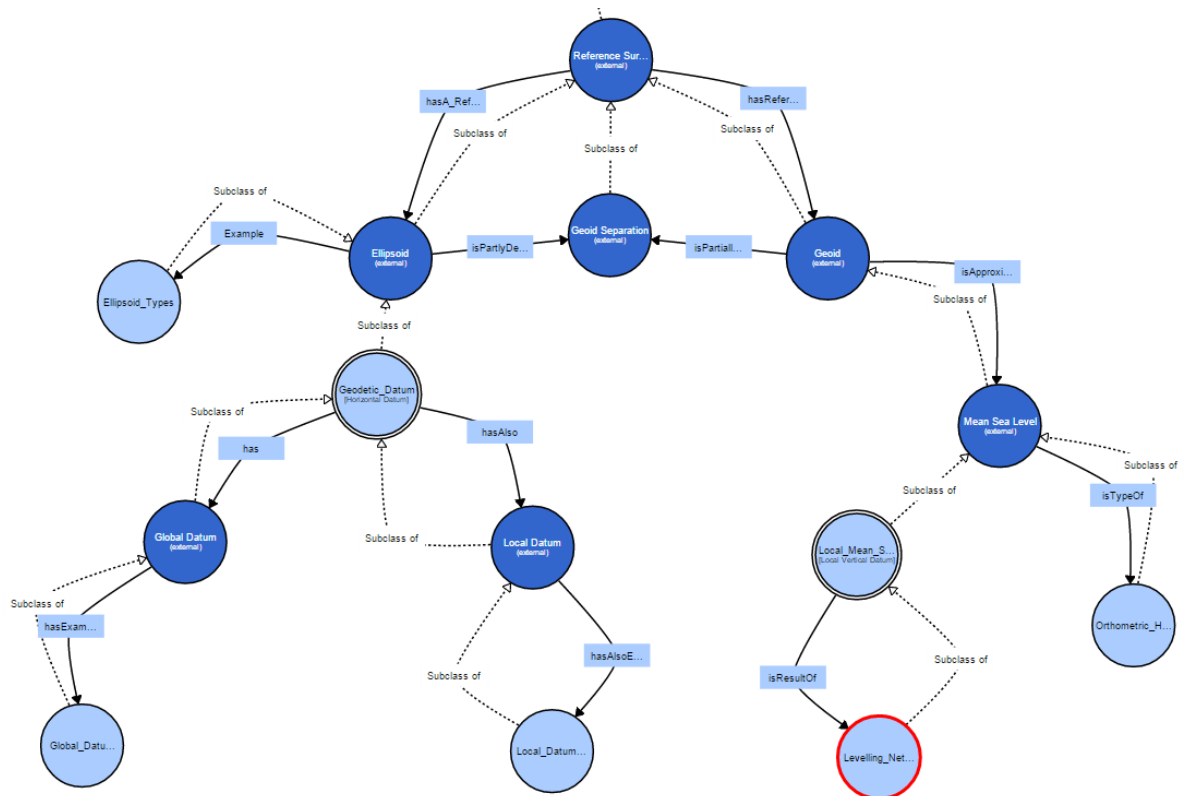 Reference Sur...
(external)
hasA_Ref...
hasRefer...
Subclass of
Subclass of
Subclass of
Subclass of
Example
Ellipsoid
(external)
isPartlyDe...
Geoid Separation
(external)
isPartiall...
Geoid
(external)
isApproxi...
Ellipsoid_Types
Subclass of
Subclass of
Geodetic_Datum
[Horizontal Datum]
Subclass of
has
hasAlso
Mean Sea Level
(external)
Subclass of
isTypeOf
Subclass of
Global Datum
(external)
Subclass of
Local Datum
(external)
Local_Mean_S...
[Local Vertical Datum]
Subclass of
hasExam...
Orthometric_H...
hasAlsoE...
Subclass of
Subclass of
isResultOf
Global_Datu...
Local_Datum...
Levelling_Net...